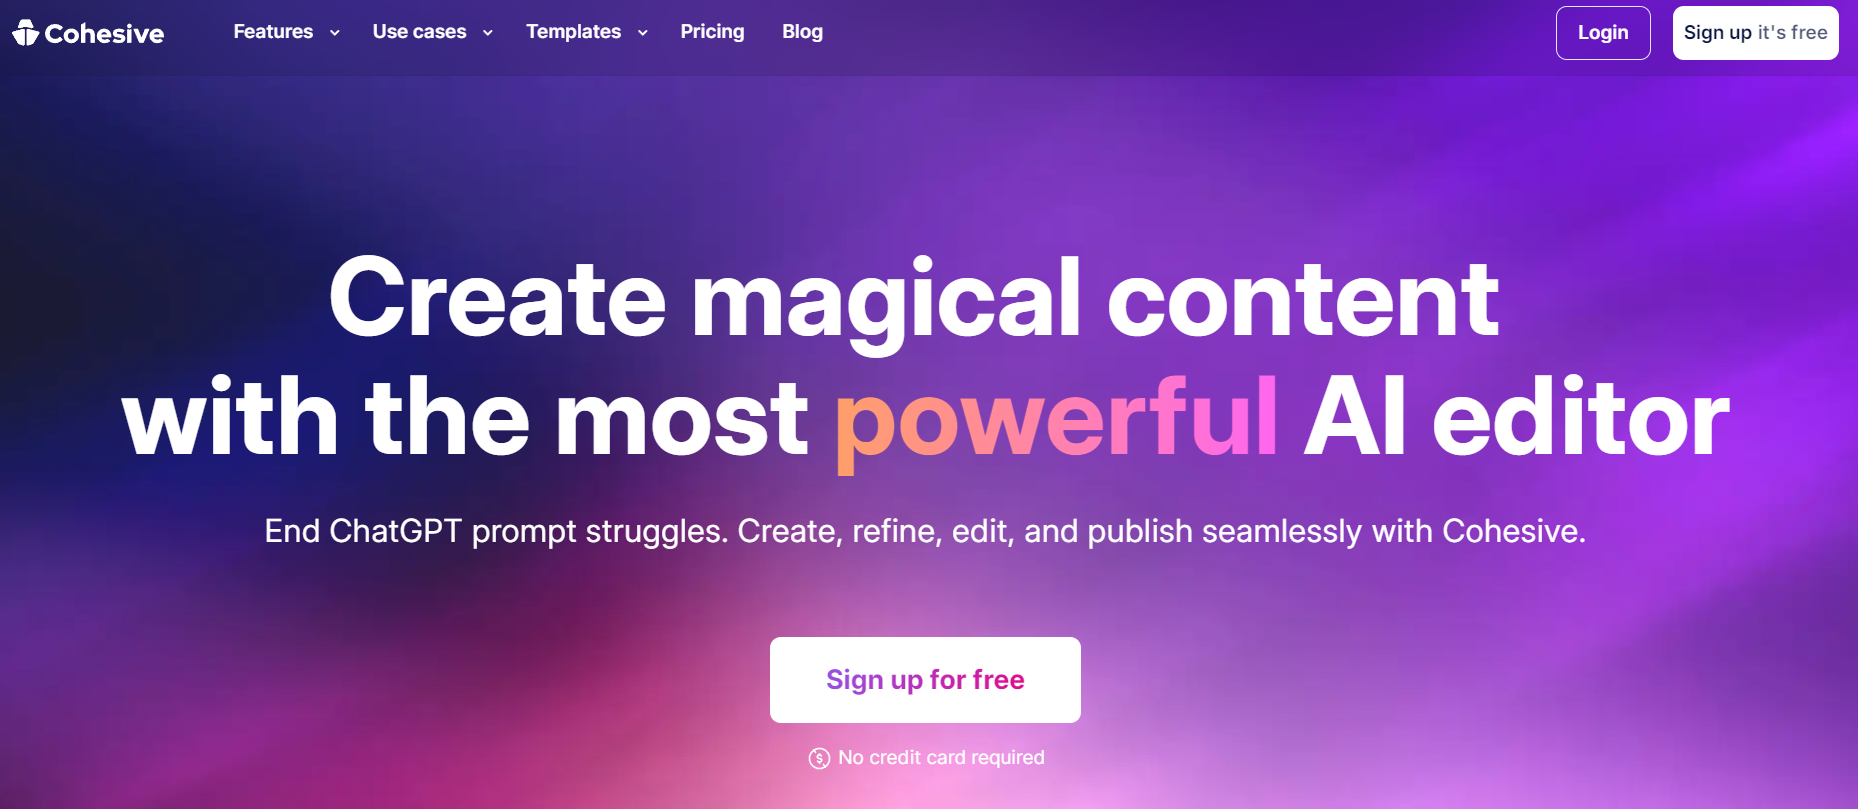 Cohesive
Features
Use cases
Templates
Pricing
Blog
Login
Sign up it's free
Create magical content
with the most powerful AI editor
End ChatGPT prompt struggles. Create, refine, edit, and publish seamlessly with Cohesive.
Sign up for free
No credit card required